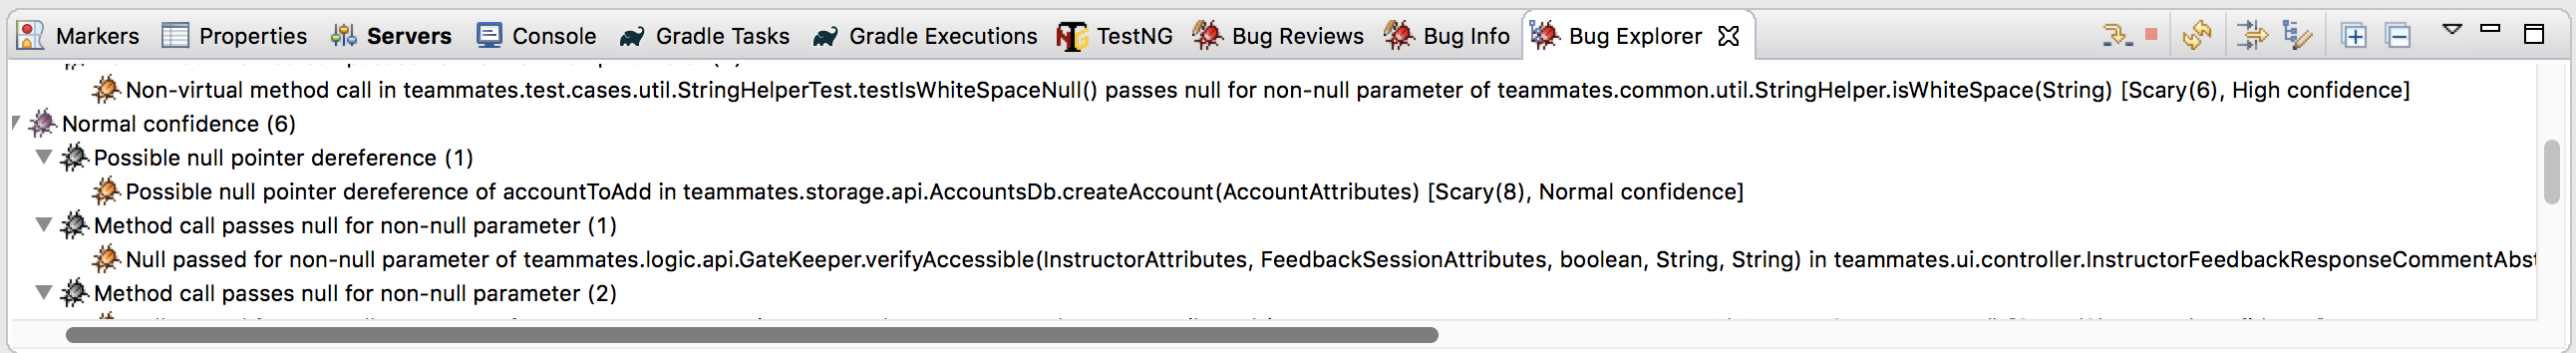 Markers Properties Servers Console Gradle Tasks Gradle Executions TestNG Bug Reviews Bug Info Bug Explorer
Non-virtual method call in teammates.test.cases.util.StringHelperTest.testIsWhiteSpaceNull() passes null for non-null parameter of teammates.common.util.StringHelper.isWhiteSpace(String) [Scary(6), High confidence]
Normal confidence (6)
Possible null pointer dereference (1)
Possible null pointer dereference of accountToAdd in teammates.storage.api.AccountsDb.createAccount(AccountAttributes) [Scary(8), Normal confidence]
Method call passes null for non-null parameter (1)
Null passed for non-null parameter of teammates.logic.api.GateKeeper.verifyAccessible(InstructorAttributes, FeedbackSessionAttributes, boolean, String, String) in teammates.ui.controller.InstructorFeedbackResponseCommentAbst
Method call passes null for non-null parameter (2)